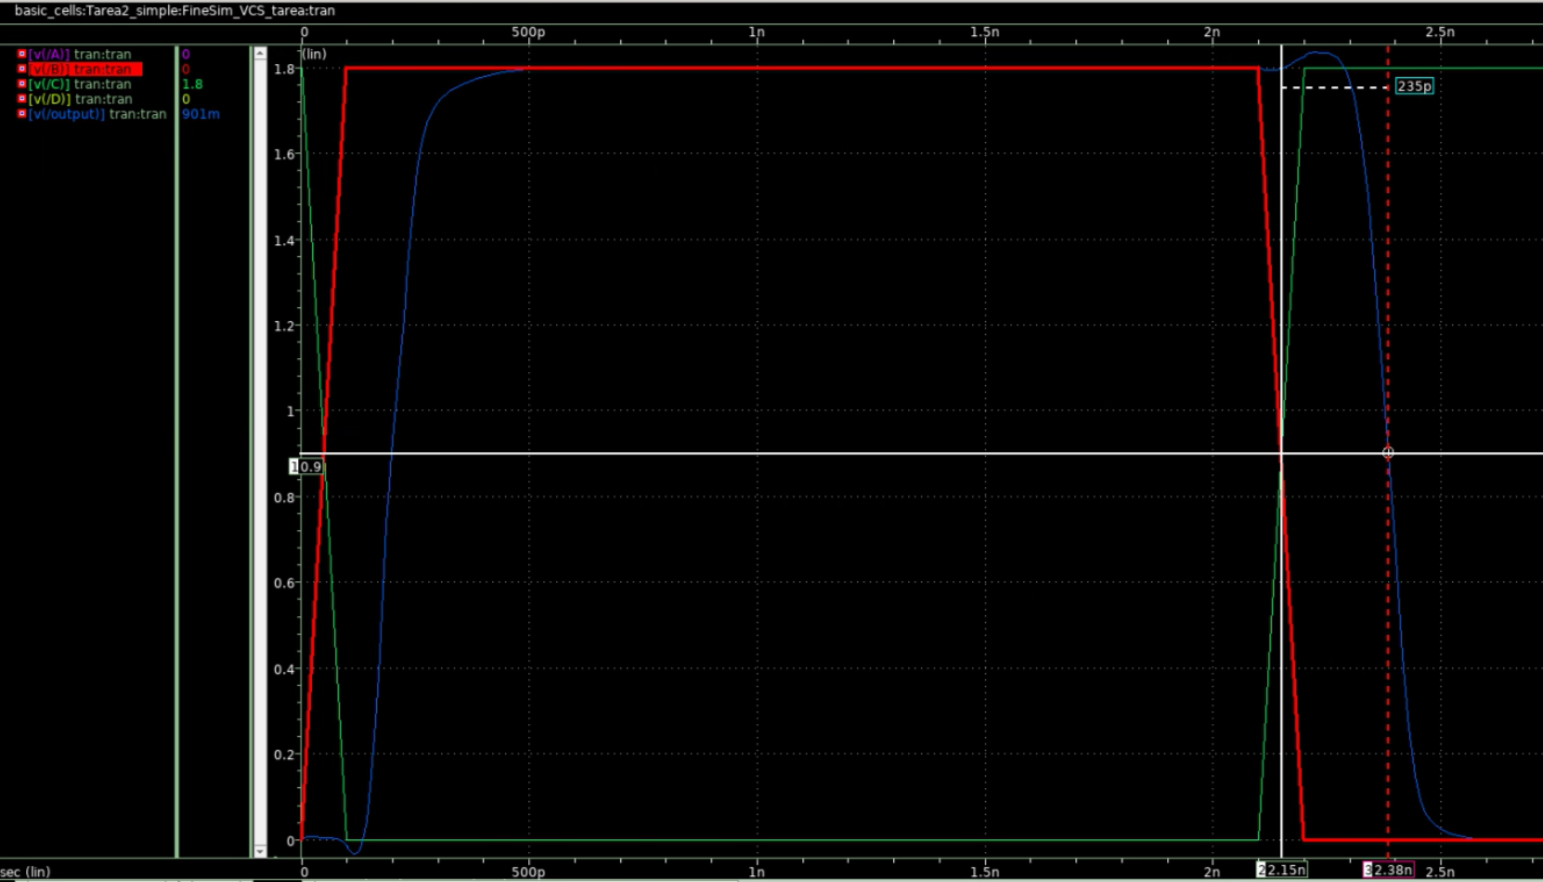 basic_cells:Tarea2_simple:FineSim_VCS_tarea:tran
0 500p 1n 1.5n 2n 2.5n
[v(/A)] tran:tran 0
[v(/B)] tran:tran 0
[v(/C)] tran:tran 1.8
[v(/D)] tran:tran 0
[v(/output)] tran:tran 901m
(lin)
1.8
235p
1.6
1.4
1.2
1
1 0.9
0.8
0.6
0.4
0.2
0
sec (lin) 0 500p 1n 1.5n 2n 2 2.15n 3 2.38n 2.5n